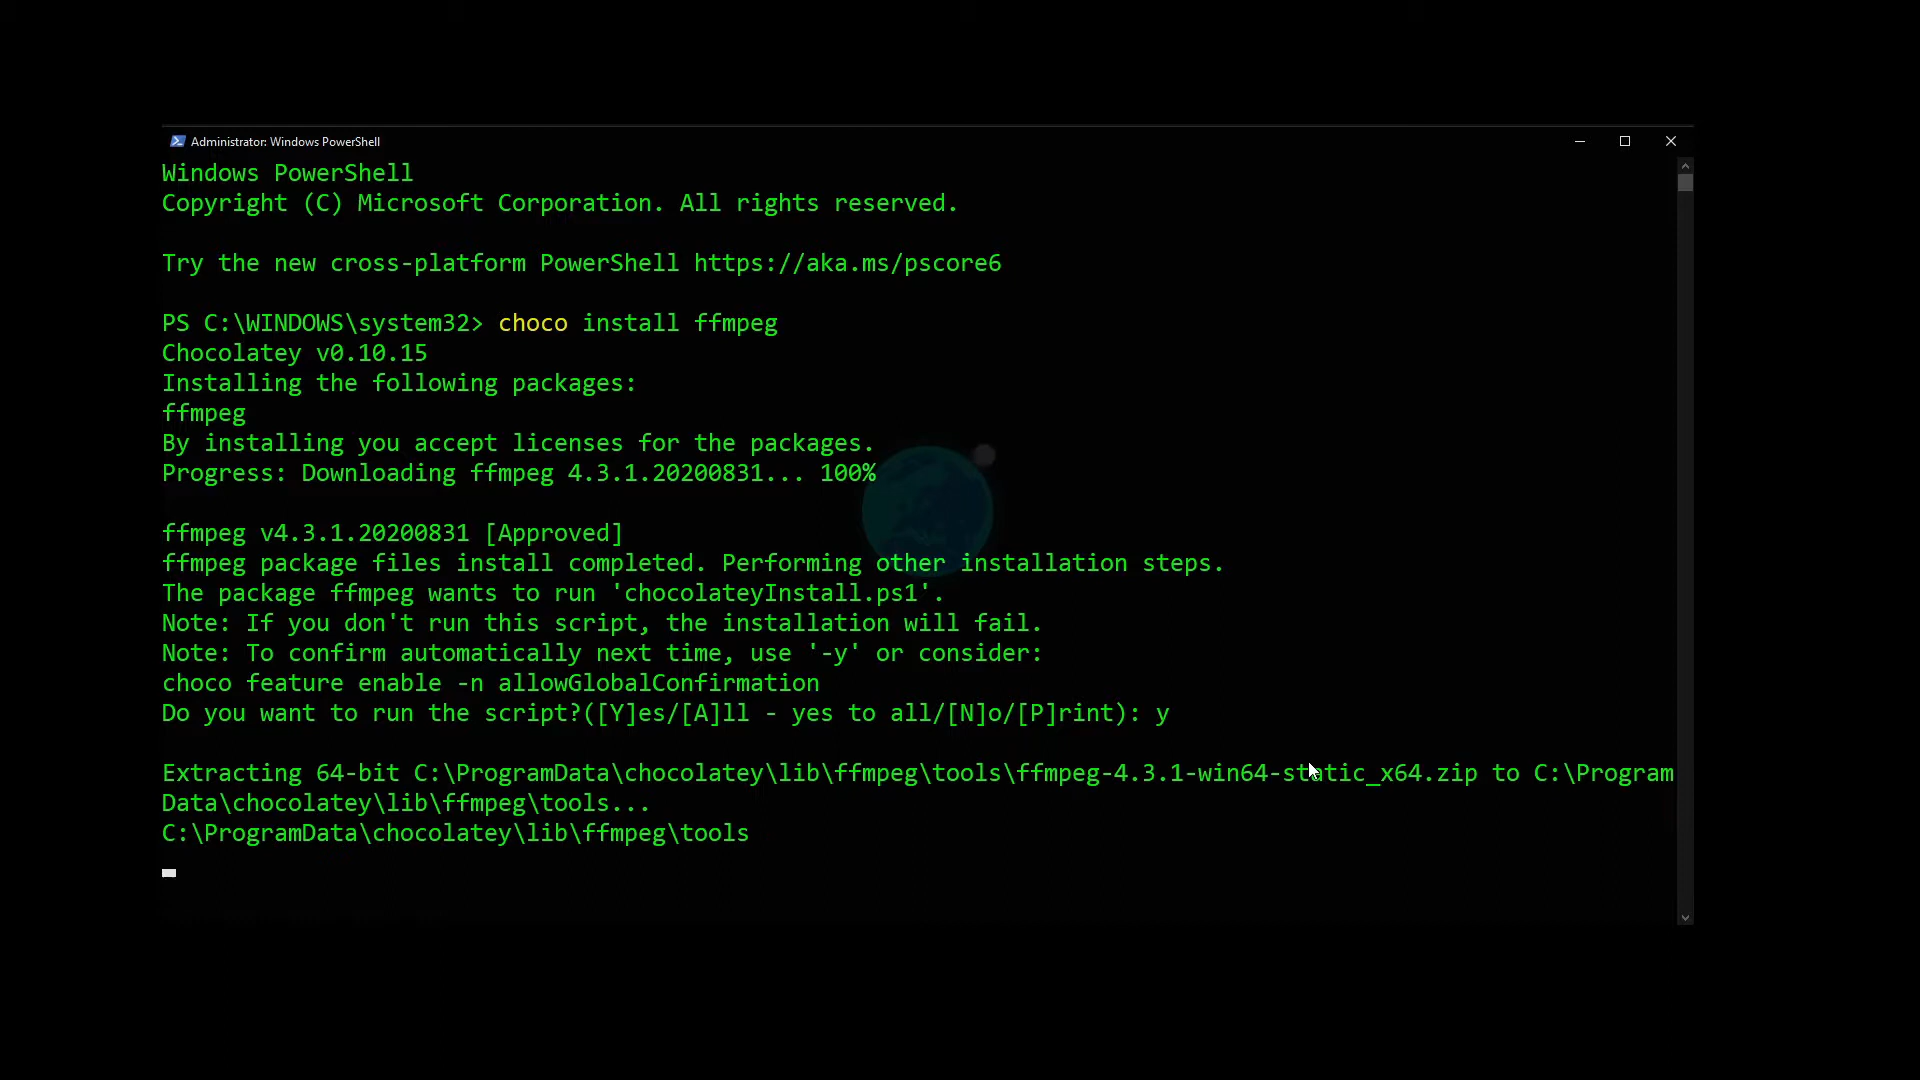 Administrator: Windows PowerShell
Windows PowerShell
Copyright (C) Microsoft Corporation. All rights reserved.
Try the new cross-platform PowerShell https://aka.ms/pscore6
PS C:\WINDOWS\system32> choco install ffmpeg
Chocolatey v0.10.15
Installing the following packages:
ffmpeg
By installing you accept licenses for the packages.
Progress: Downloading ffmpeg 4.3.1.20200831... 100%
ffmpeg v4.3.1.20200831 [Approved]
ffmpeg package files install completed. Performing other installation steps.
The package ffmpeg wants to run 'chocolateyInstall.ps1'.
Note: If you don't run this script, the installation will fail.
Note: To confirm automatically next time, use '-y' or consider:
choco feature enable -n allowGlobalConfirmation
Do you want to run the script?([Y]es/[A]ll - yes to all/[N]o/[P]rint): y
Extracting 64-bit C:\ProgramData\chocolatey\lib\ffmpeg\tools\ffmpeg-4.3.1-win64-static_x64.zip to C:\Program
Data\chocolatey\lib\ffmpeg\tools...
C:\ProgramData\chocolatey\lib\ffmpeg\tools